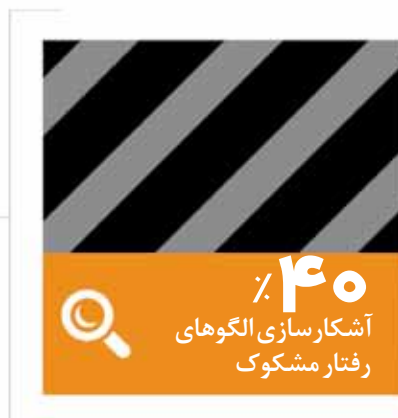 ۴۰٪
آشکارسازی الگوهای
رفتار مشکوک